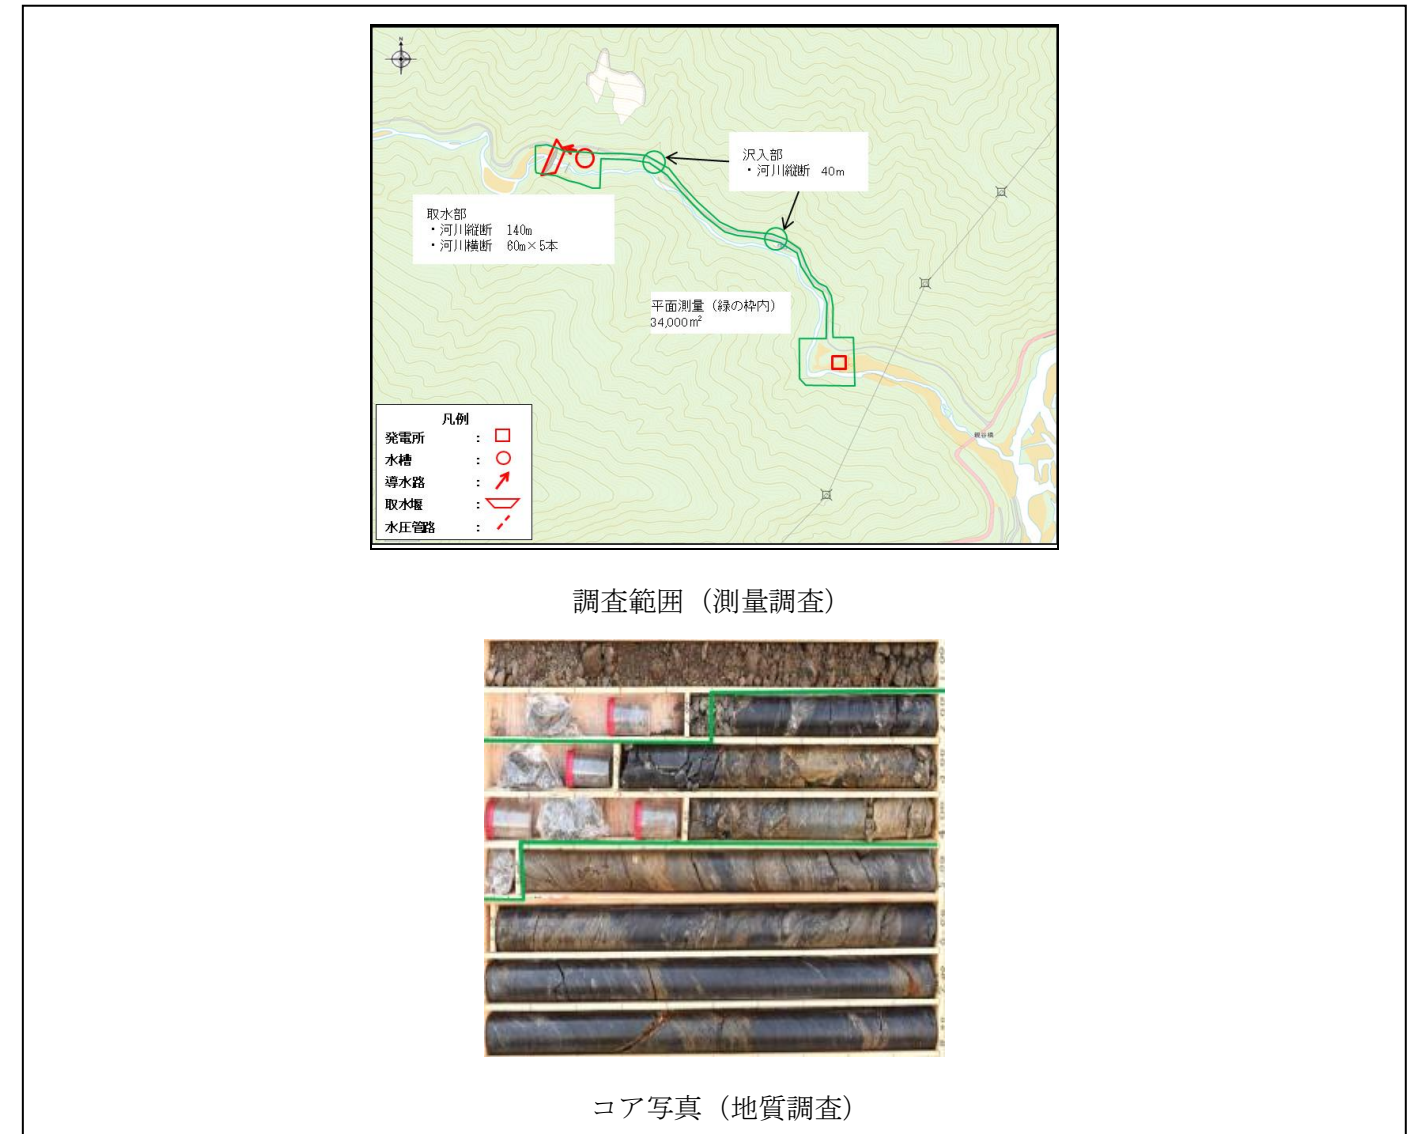 N
沢入部
・河川縦断 40m
取水部
・河川縦断 140m
・河川横断 60m×5本
平面測量（緑の枠内）
34,000㎡
凡例
発電所 : 
水槽 : 
導水路 : 
取水堰 : 
水圧管路 : 
調査範囲（測量調査）
コア写真（地質調査）